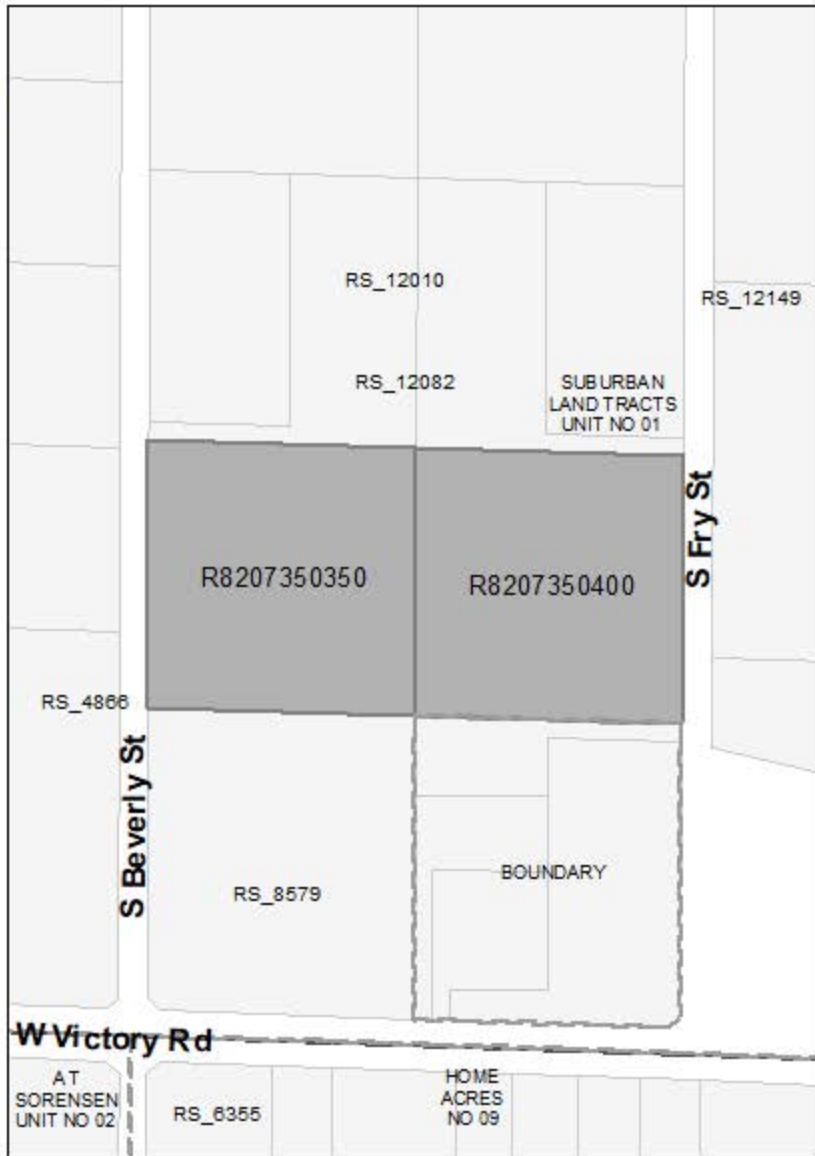 RS_12010
RS_12149
RS_12082
SUBURBAN
LAND TRACTS
UNIT NO 01
S Fry St
R8207350350
R8207350400
RS_4866
S Beverly St
BOUNDARY
RS_8579
W Victory Rd
AT
SORENSEN
UNIT NO 02
RS_6355
HOME
ACRES
NO 09